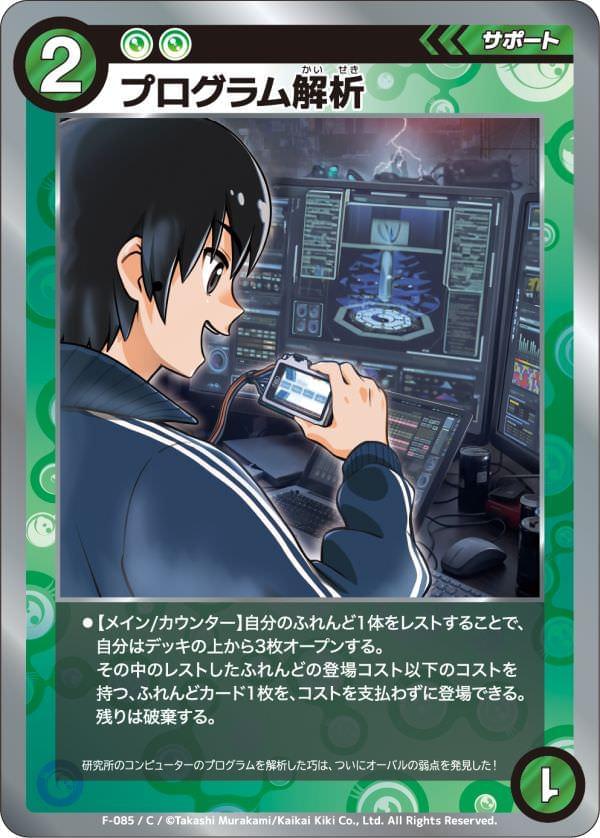 2
サポート
かい せき
プログラム解析
●【メイン/カウンター】自分のふれんど1体をレストすることで、
自分はデッキの上から3枚オープンする。
その中のレストしたふれんどの登場コスト以下のコストを
持つ、ふれんどカード1枚を、コストを支払わずに登場できる。
残りは破棄する。
研究所のコンピューターのプログラムを解析した巧は、ついにオーバルの弱点を発見した!
1
F-085 / C / ©Takashi Murakami/Kaikai Kiki Co., Ltd. All Rights Reserved.